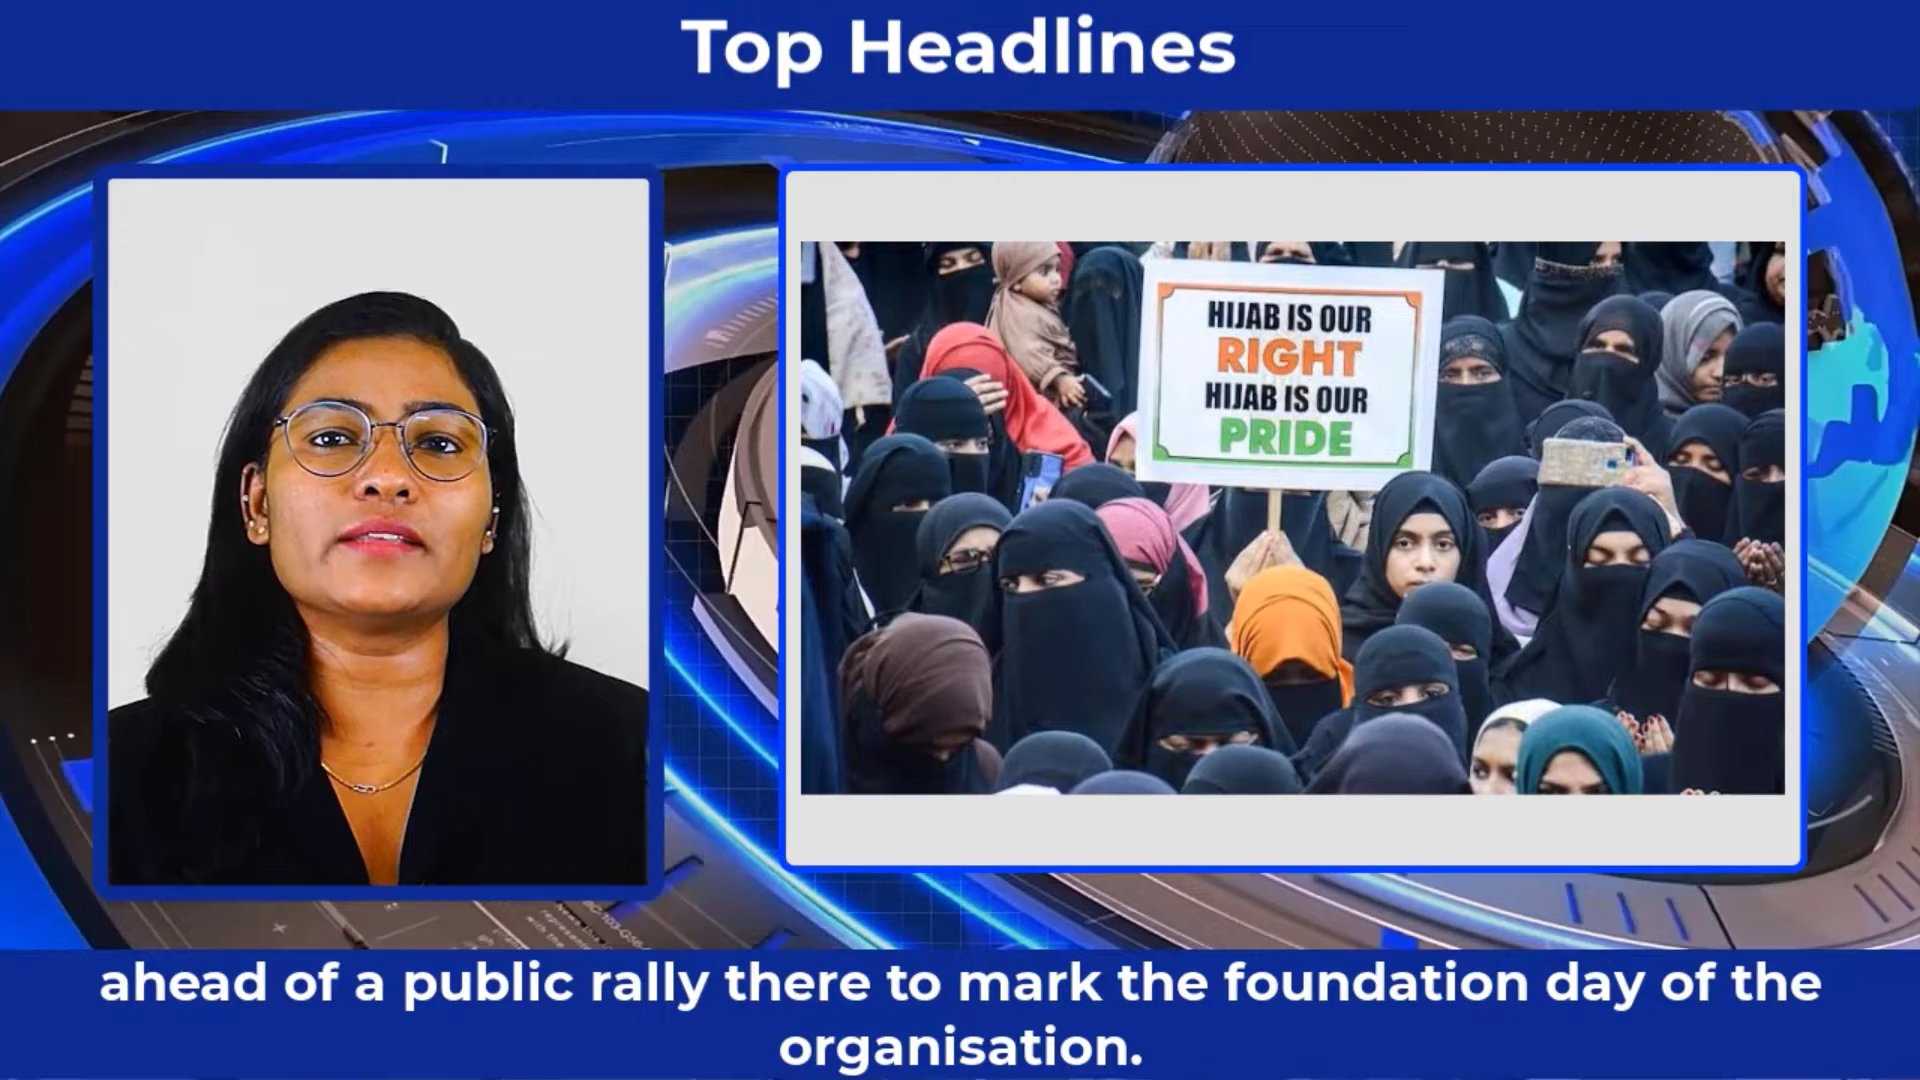 Top Headlines
HIJAB IS OUR
RIGHT
HIJAB IS OUR
PRIDE
ahead of a public rally there to mark the foundation day of the
organisation.